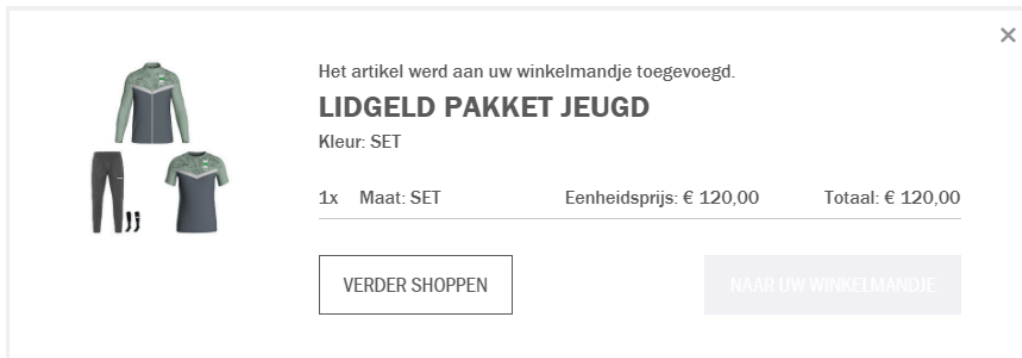 Het artikel werd aan uw winkelmandje toegevoegd.
LIDGELD PAKKET JEUGD
Kleur: SET
1x Maat: SET Eenheidsprijs: € 120,00 Totaal: € 120,00
VERDER SHOPPEN NAAR UW WINKELMANDJE